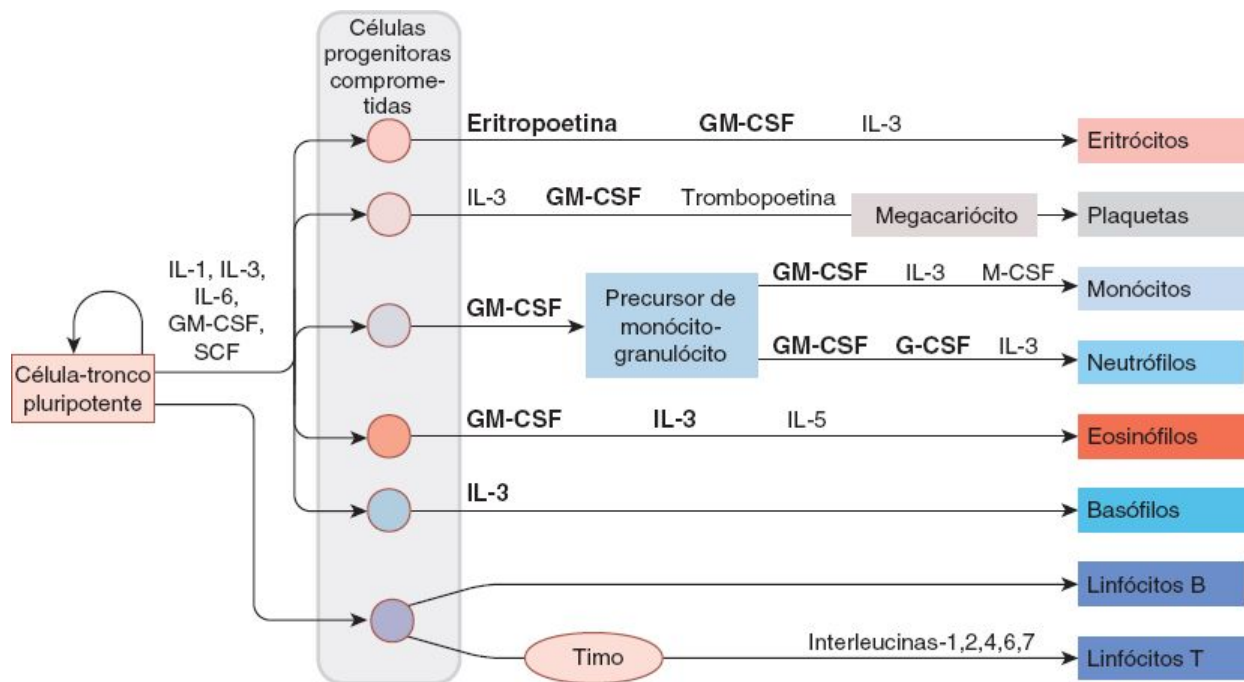 Células
progenitoras
comprome-
tidas
Eritropoetina GM-CSF IL-3
Eritrócitos
IL-3 GM-CSF Trombopoetina
Megacariócito
Plaquetas
IL-1, IL-3,
IL-6,
GM-CSF,
SCF
GM-CSF
Precursor de
monócito-
granulócito
GM-CSF IL-3 M-CSF
Monócitos
GM-CSF G-CSF IL-3
Neutrófilos
Célula-tronco
pluripotente
GM-CSF IL-3 IL-5
Eosinófilos
IL-3
Basófilos
Linfócitos B
Timo
Interleucinas-1,2,4,6,7
Linfócitos T